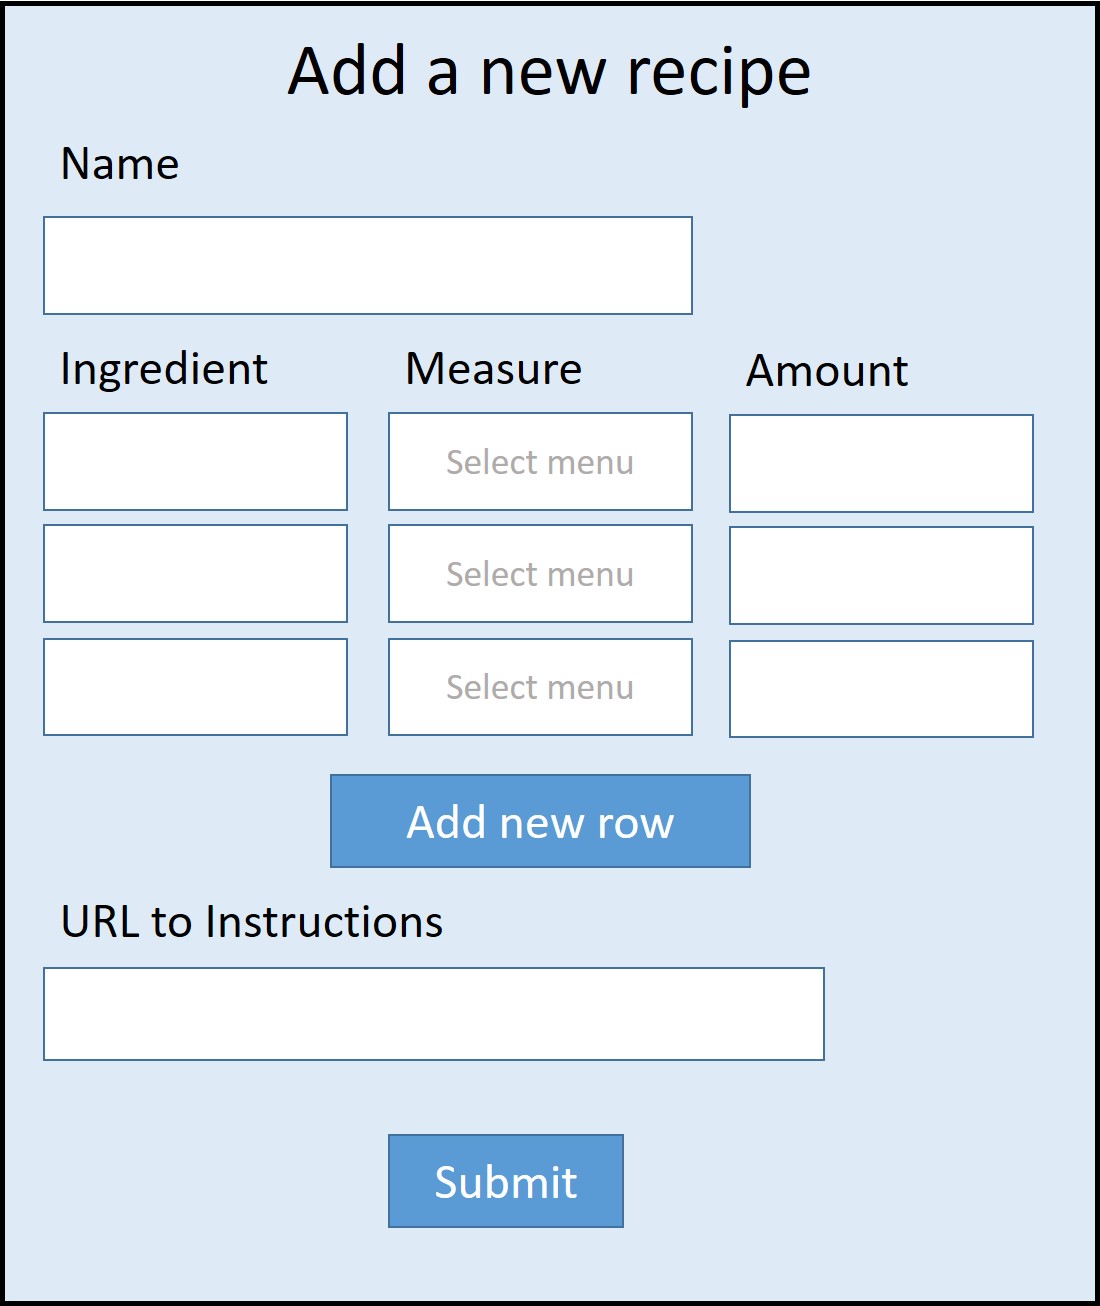 Add a new recipe
Name
Ingredient Measure Amount
Select menu
Select menu
Select menu
Add new row
URL to Instructions
Submit